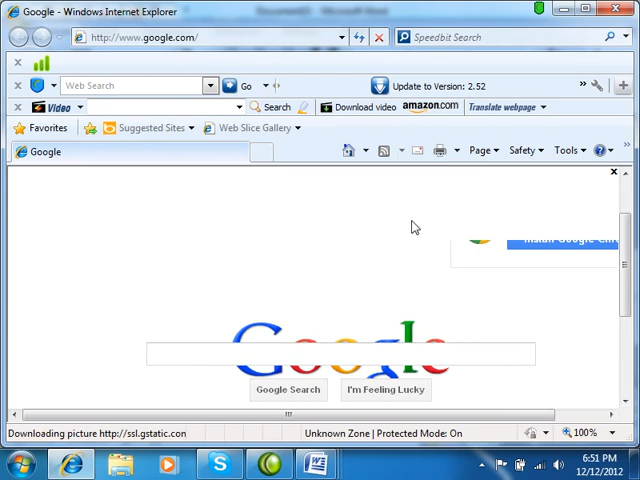 Google - Windows Internet Explorer
http://www.google.com/
Speedbit Search
Web Search
Go
Update to Version: 2.52
Video
Search
Download video
amazon.com
Translate webpage
Favorites
Suggested Sites
Web Slice Gallery
Google
Page
Safety
Tools
Install Google Chro
Google
Google Search
I'm Feeling Lucky
Downloading picture http://ssl.gstatic.con
Unknown Zone | Protected Mode: On
100%
6:51 PM
12/12/2012